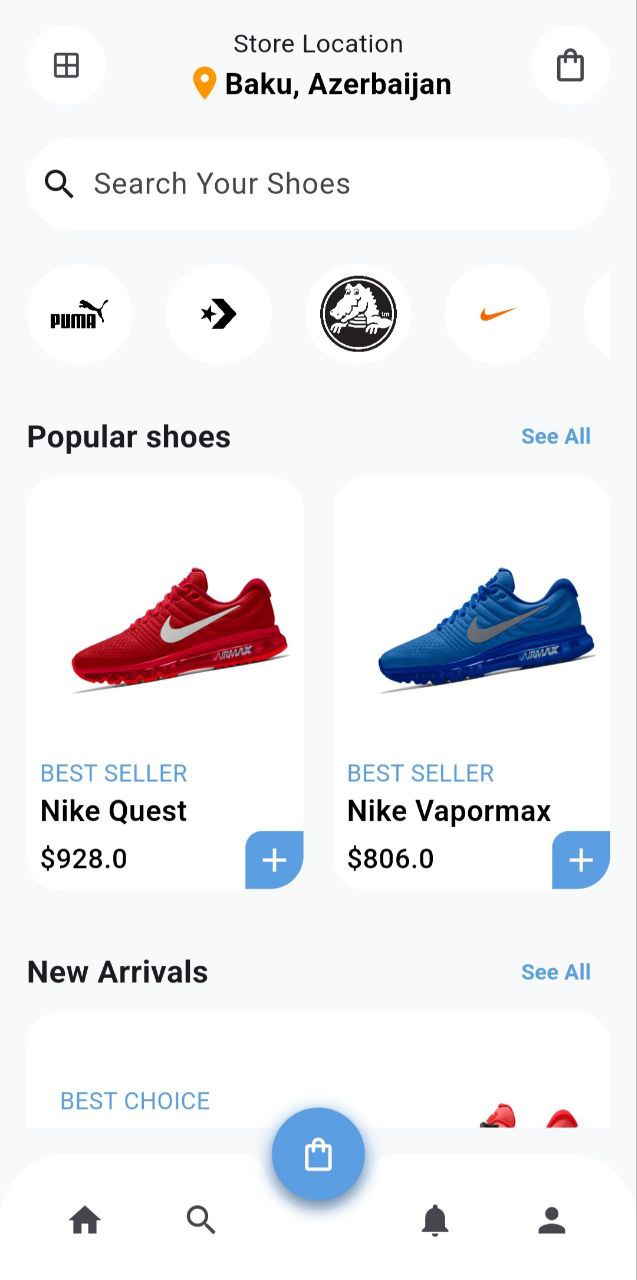 Store Location
Baku, Azerbaijan
Search Your Shoes
PUMA
tm
Popular shoes
See All
AIRMAX
AIRMAX
BEST SELLER
BEST SELLER
Nike Quest
Nike Vapormax
$928.0
$806.0
New Arrivals
See All
BEST CHOICE